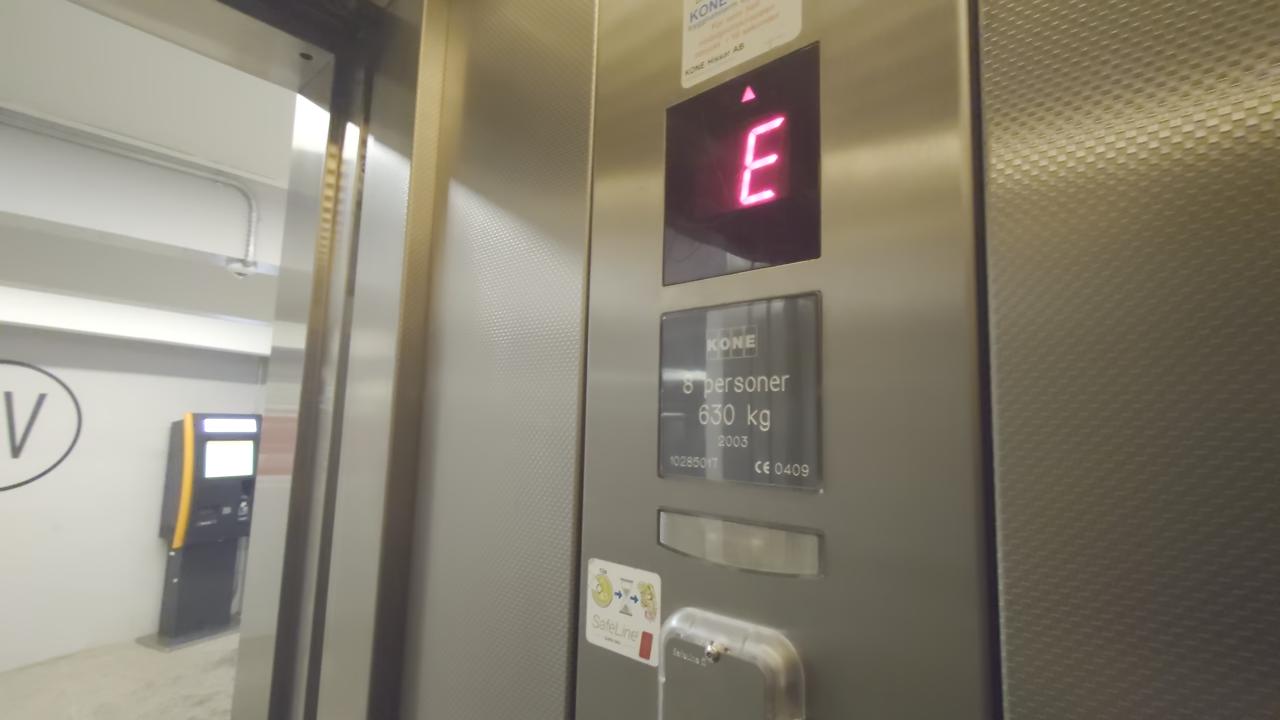 KONE
KONE Hissar AB
E
KONE
8 personer
630 kg
2003
10285017 CE 0409
SafeLine
V